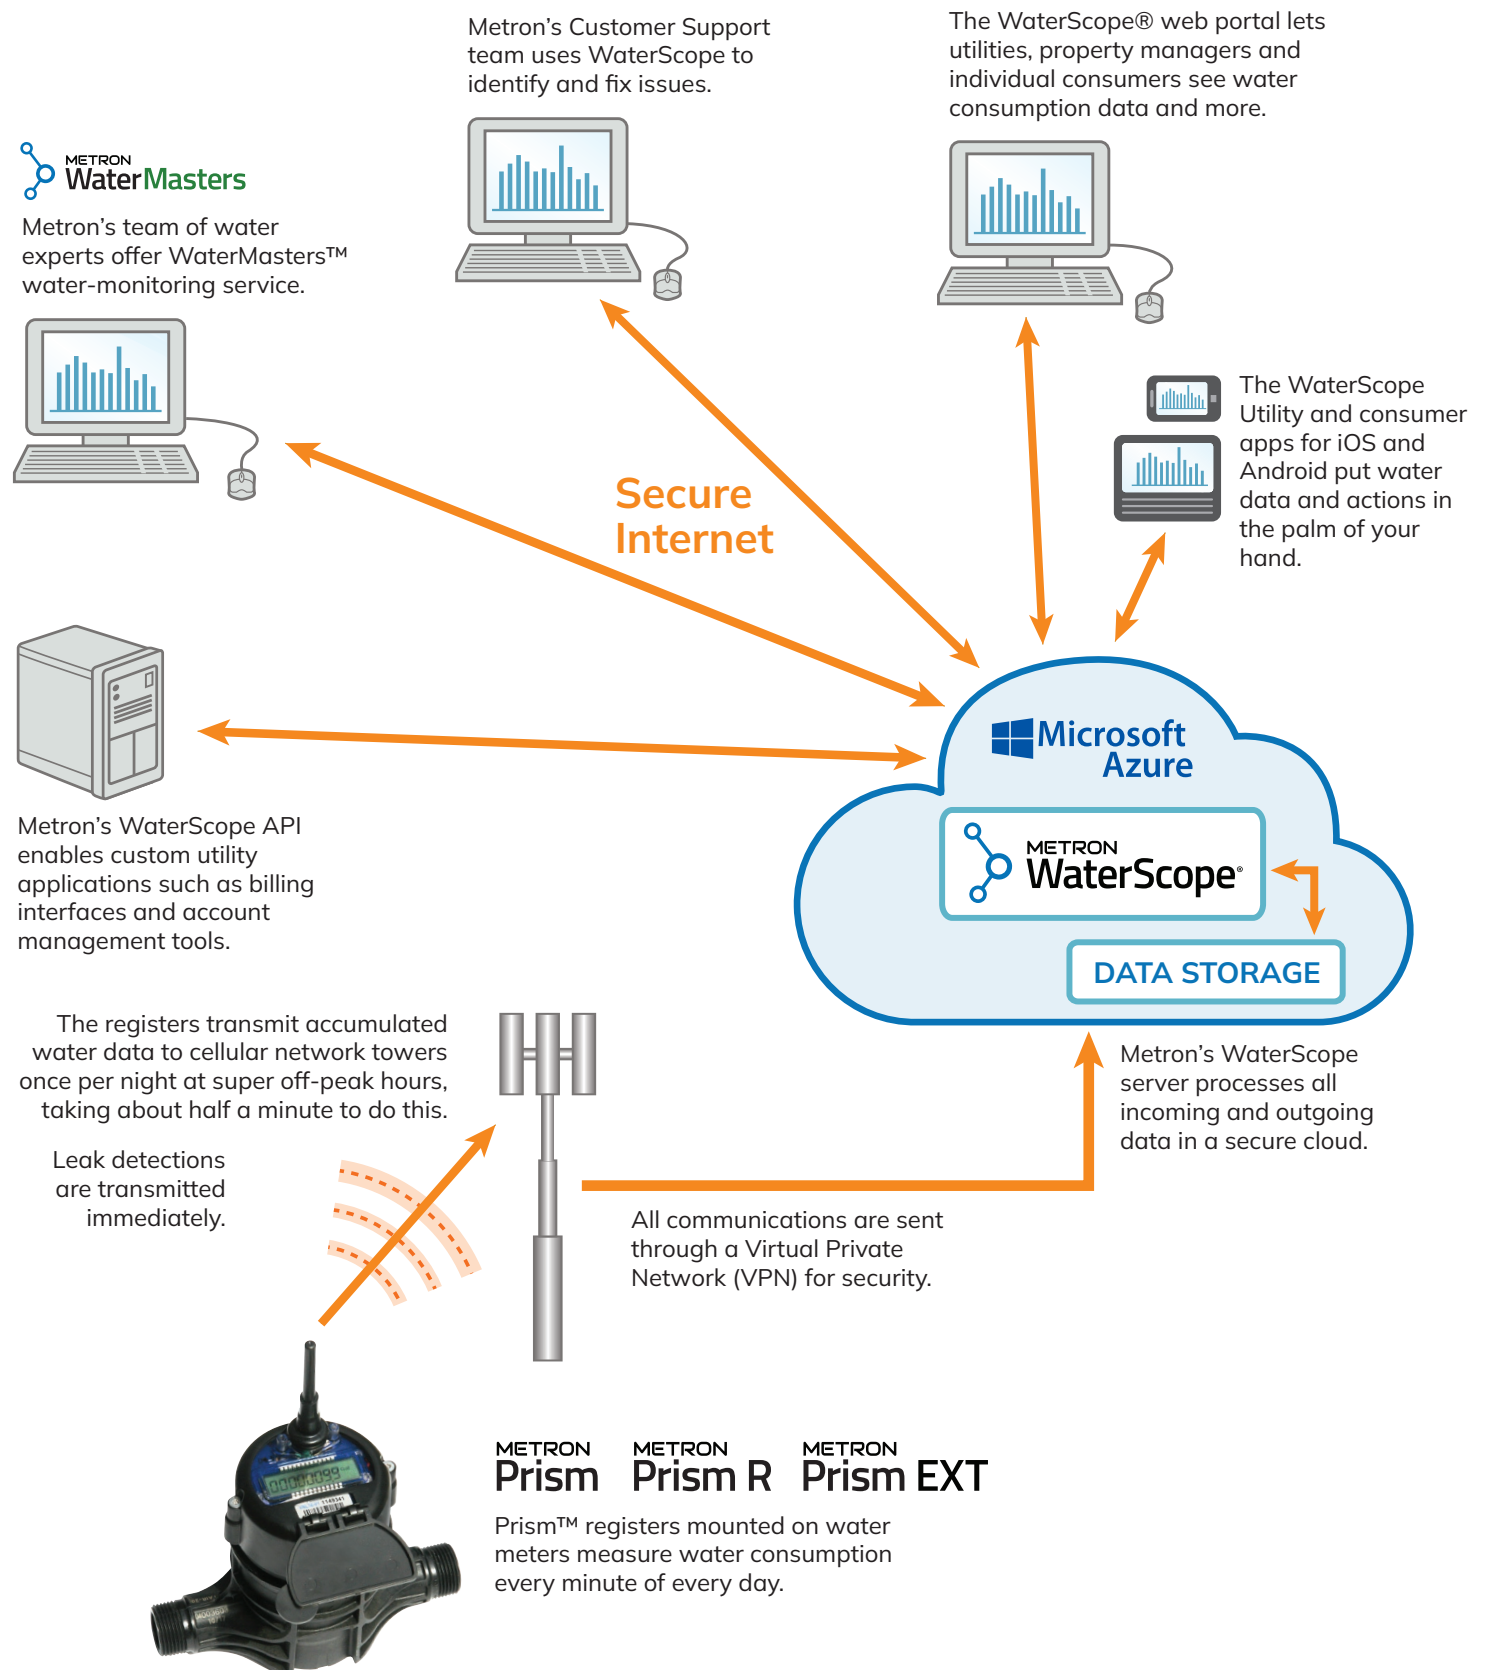 Metron's Customer Support
team uses WaterScope to
identify and fix issues.
The WaterScope® web portal lets
utilities, property managers and
individual consumers see water
consumption data and more.
METRON
WaterMasters
Metron's team of water
experts offer WaterMasters™
water-monitoring service.
The WaterScope
Utility and consumer
apps for iOS and
Android put water
data and actions in
the palm of your
hand.
Secure
Internet
Microsoft
Azure
METRON
WaterScope®
DATA STORAGE
Metron's WaterScope API
enables custom utility
applications such as billing
interfaces and account
management tools.
The registers transmit accumulated
water data to cellular network towers
once per night at super off-peak hours,
taking about half a minute to do this.
Leak detections
are transmitted
immediately.
Metron's WaterScope
server processes all
incoming and outgoing
data in a secure cloud.
All communications are sent
through a Virtual Private
Network (VPN) for security.
METRON
Prism
METRON
Prism R
METRON
Prism EXT
Prism™ registers mounted on water
meters measure water consumption
every minute of every day.